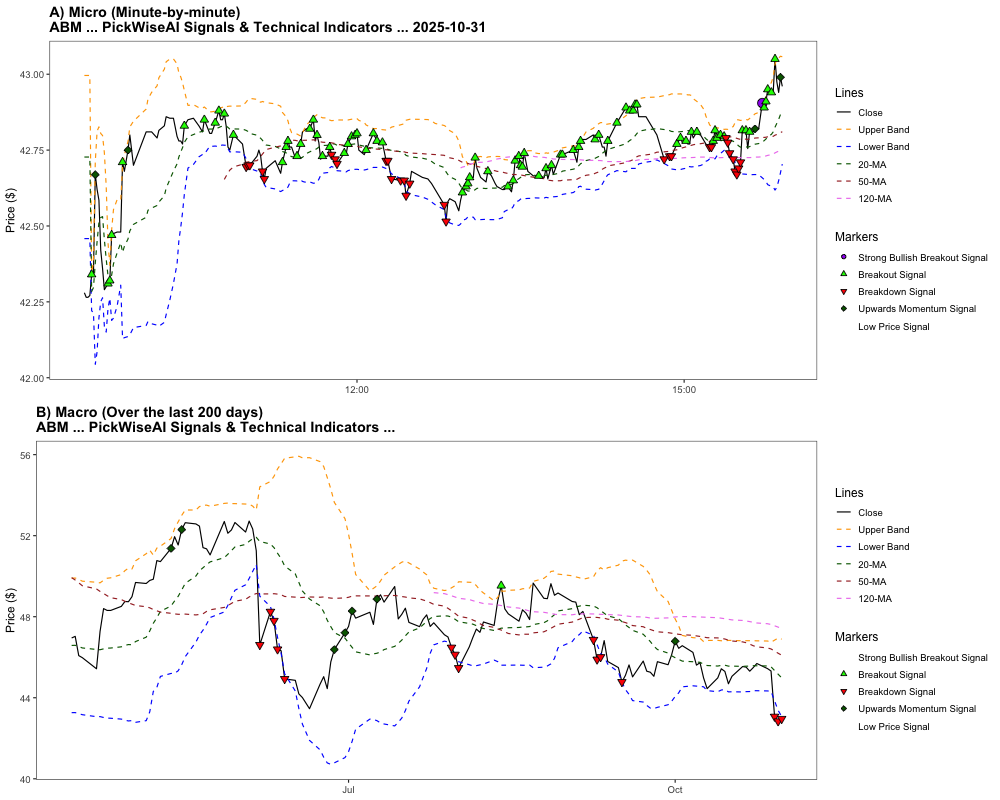 A) Micro (Minute-by-minute)
ABM ... PickWiseAI Signals & Technical Indicators ... 2025-10-31
Price ($)
43.00
42.75
42.50
42.25
42.00
12:00
15:00
Lines
Close
Upper Band
Lower Band
20-MA
50-MA
120-MA
Markers
Strong Bullish Breakout Signal
Breakout Signal
Breakdown Signal
Upwards Momentum Signal
Low Price Signal
B) Macro (Over the last 200 days)
ABM ... PickWiseAI Signals & Technical Indicators ...
Price ($)
56
52
48
44
40
Jul
Oct
Lines
Close
Upper Band
Lower Band
20-MA
50-MA
120-MA
Markers
Strong Bullish Breakout Signal
Breakout Signal
Breakdown Signal
Upwards Momentum Signal
Low Price Signal